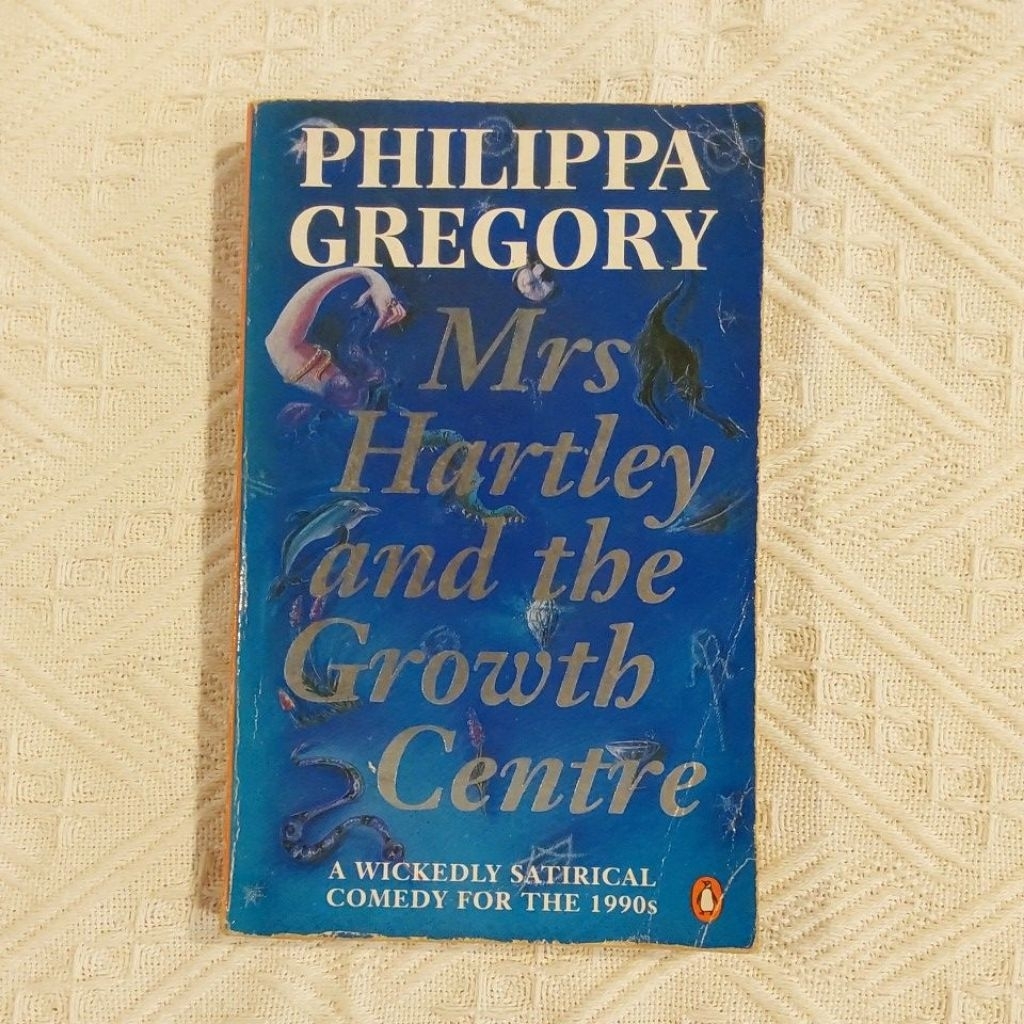 PHILIPPA
GREGORY
Mrs
Hartley
and the
Growth
Centre
A WICKEDLY SATIRICAL
COMEDY FOR THE 1990s